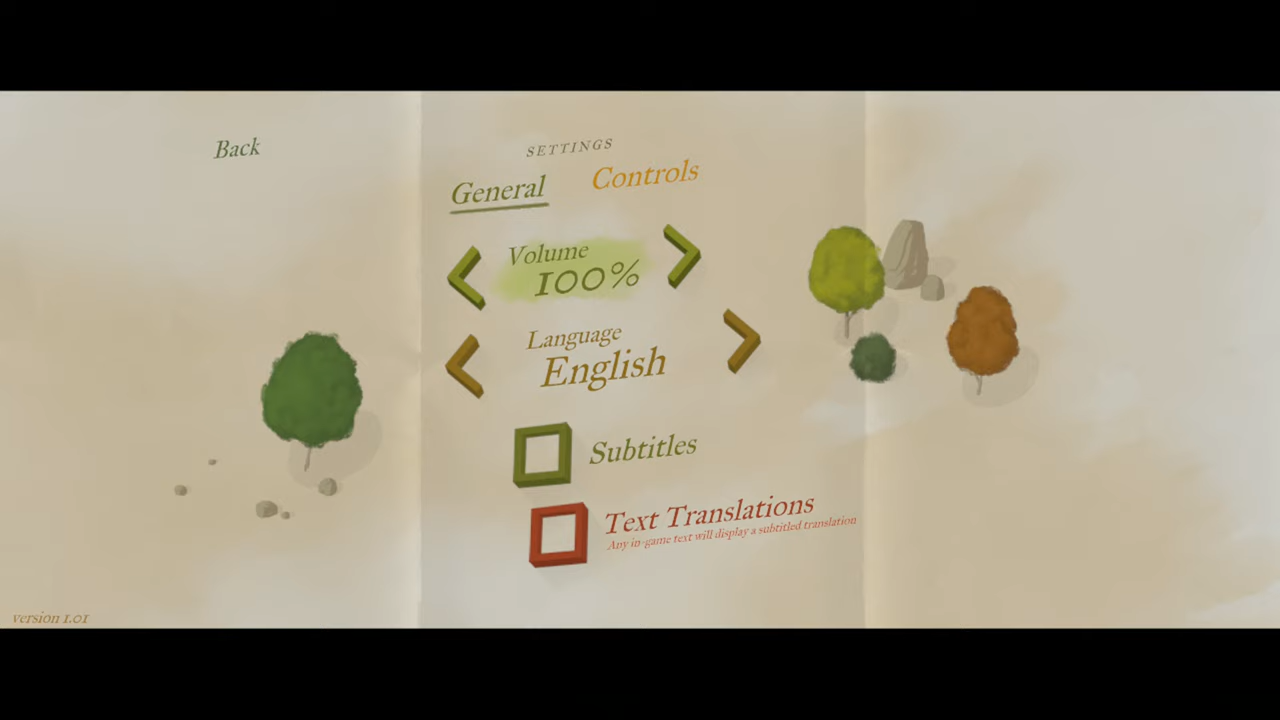 Back
SETTINGS
General
Controls
Volume
100%
Language
English
Subtitles
Text Translations
Any in-game text will display a subtitled translation
version 1.01